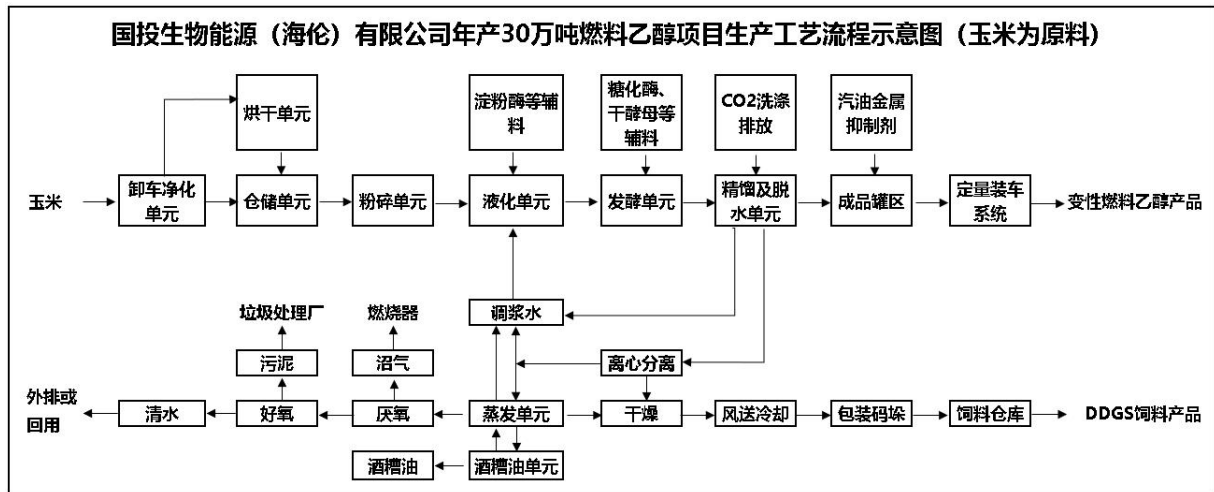 国投生物能源（海伦）有限公司年产30万吨燃料乙醇项目生产工艺流程示意图（玉米为原料）
烘干单元
淀粉酶等辅
料
糖化酶、
干酵母等
辅料
CO2洗涤
排放
汽油金属
抑制剂
玉米
卸车净化
单元
仓储单元
粉碎单元
液化单元
发酵单元
精馏及脱
水单元
成品罐区
定量装车
系统
变性燃料乙醇产品
垃圾处理厂
燃烧器
调浆水
污泥
沼气
离心分离
外排或
回用
清水
好氧
厌氧
蒸发单元
干燥
风送冷却
包装码垛
饲料仓库
DDGS饲料产品
酒糟油
酒糟油单元